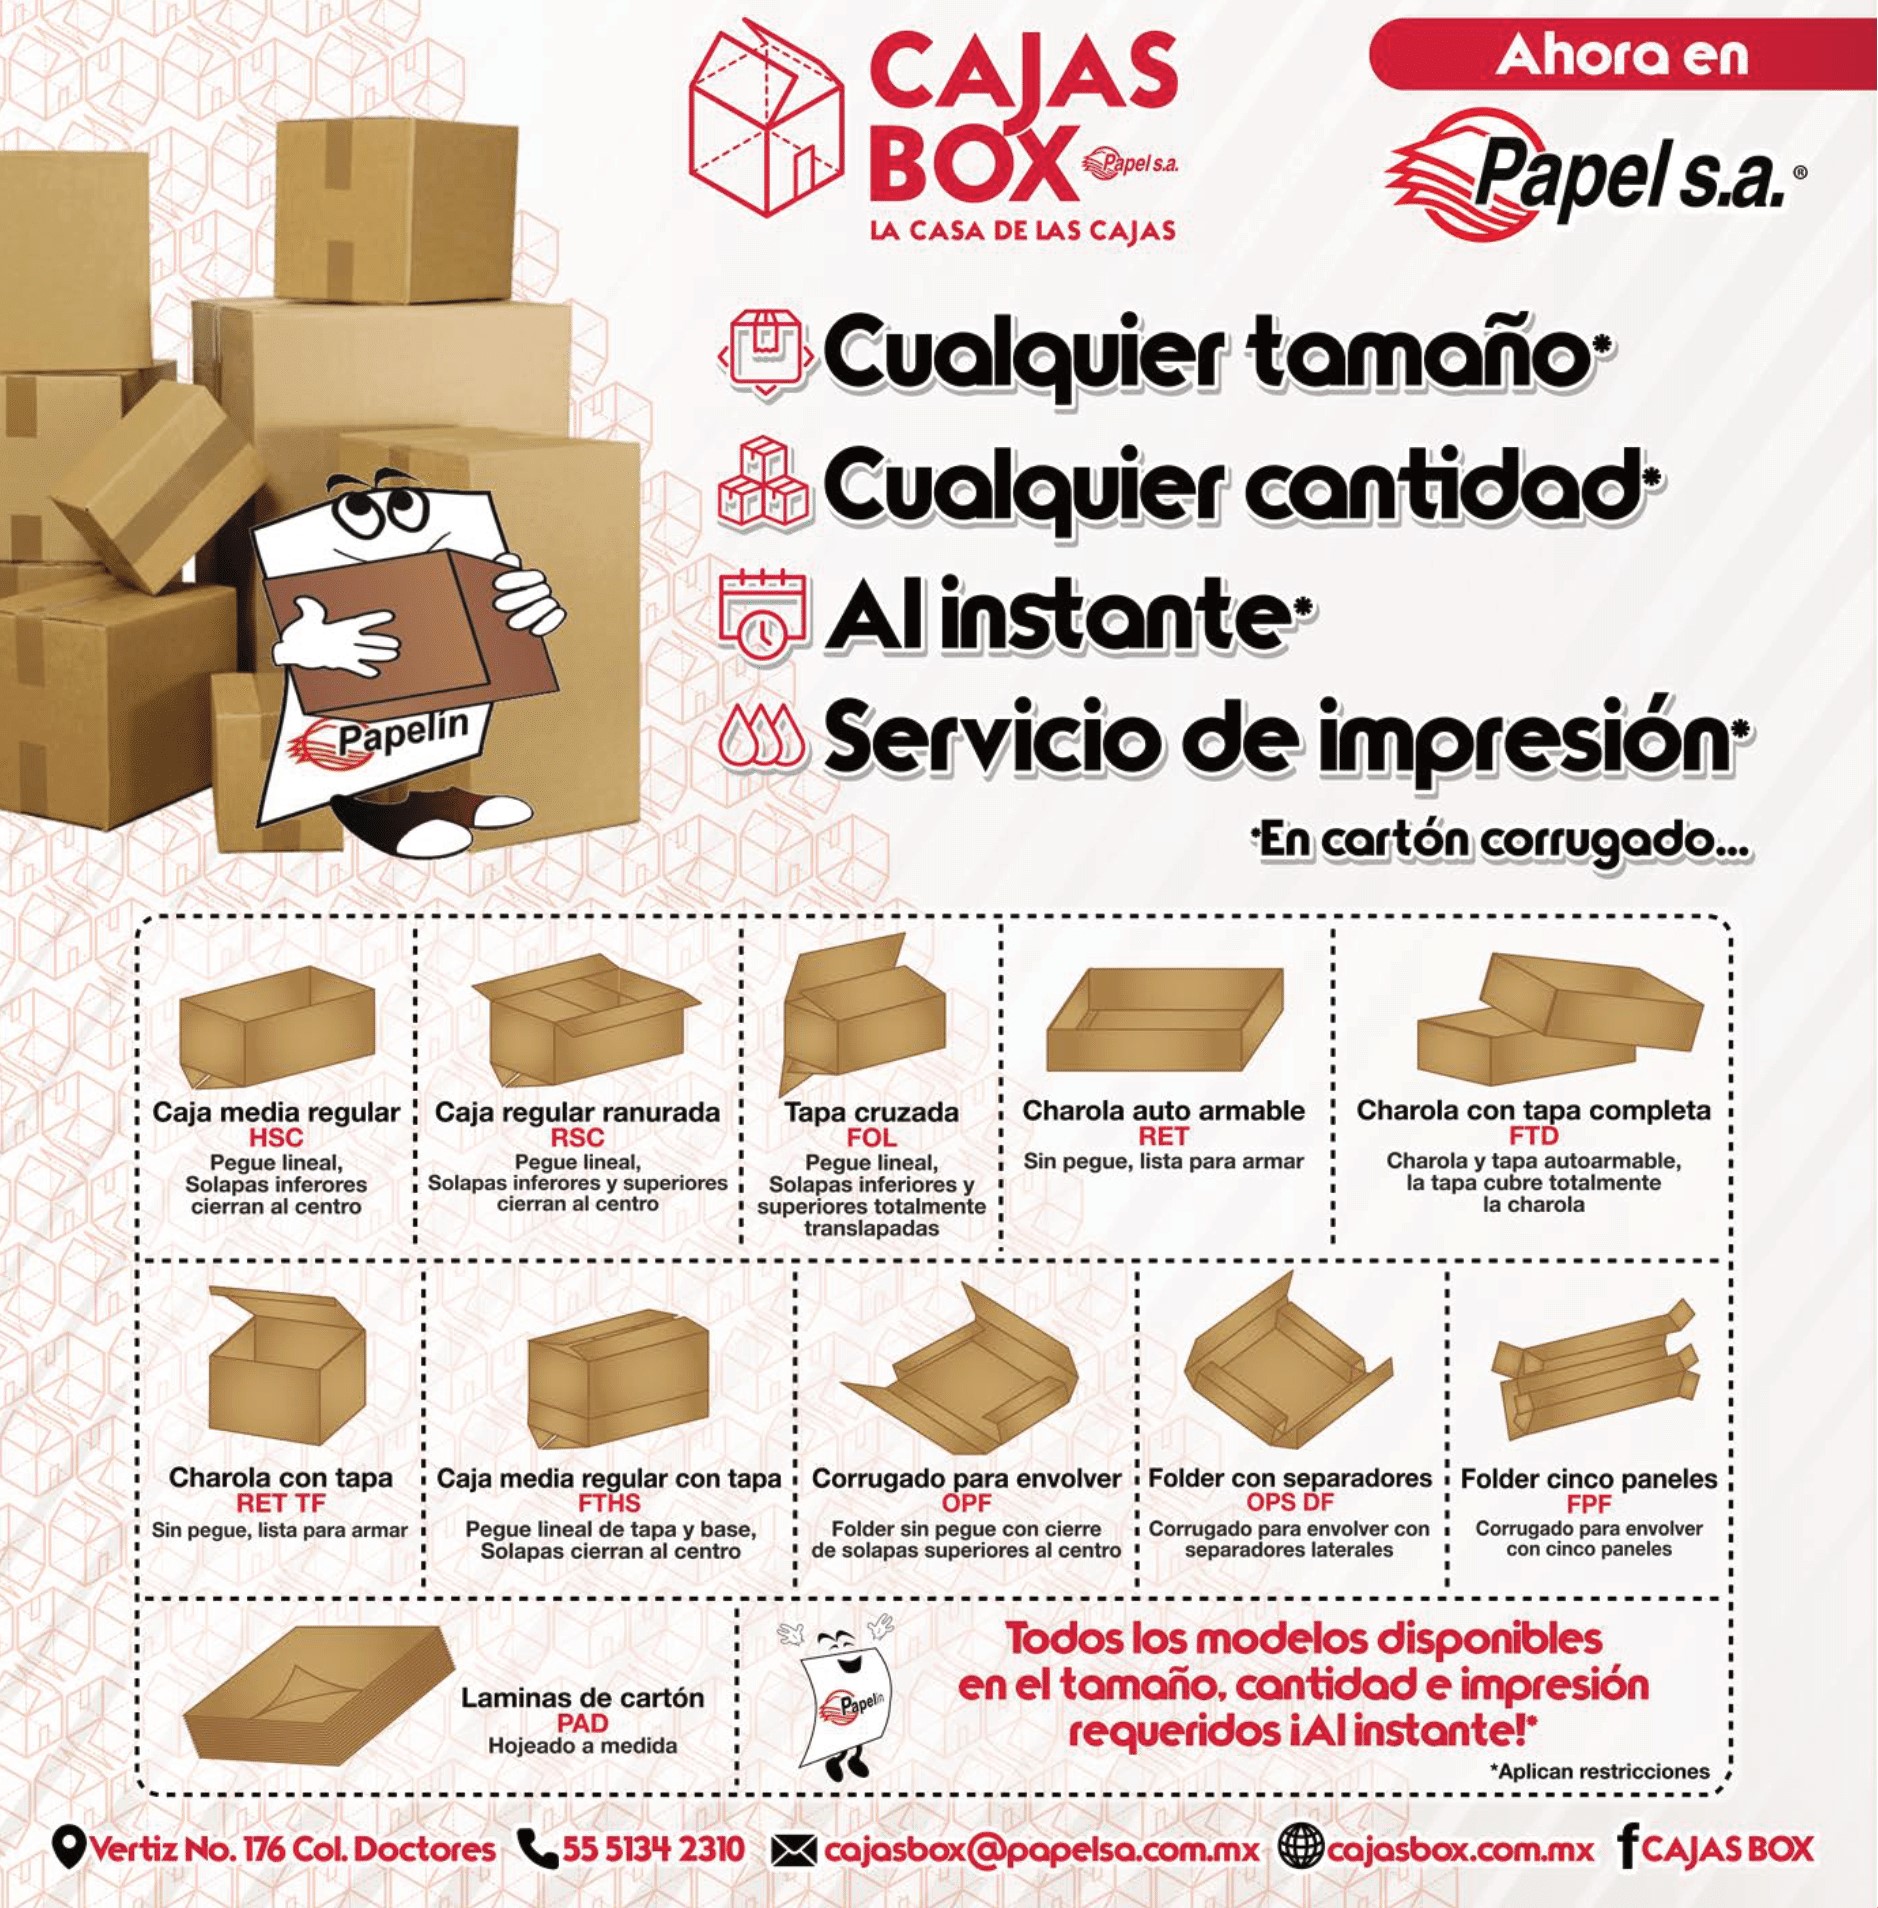 CAJAS
BOX
Papel s.a.
LA CASA DE LAS CAJAS
Ahora en
Papel s.a.®
Cualquier tamaño*
Cualquier cantidad*
Al instante*
Servicio de impresión*
*En cartón corrugado...
Papelín
Caja media regular
HSC
Pegue lineal,
Solapas inferores
cierran al centro
Caja regular ranurada
RSC
Pegue lineal,
Solapas inferores y superiores
cierran al centro
Tapa cruzada
FOL
Pegue lineal,
Solapas inferiores y
superiores totalmente
translapadas
Charola auto armable
RET
Sin pegue, lista para armar
Charola con tapa completa
FTD
Charola y tapa autoarmable,
la tapa cubre totalmente
la charola
Charola con tapa
RET TF
Sin pegue, lista para armar
Caja media regular con tapa
FTHS
Pegue lineal de tapa y base,
Solapas cierran al centro
Corrugado para envolver
OPF
Folder sin pegue con cierre
de solapas superiores al centro
Folder con separadores
OPS DF
Corrugado para envolver con
separadores laterales
Folder cinco paneles
FPF
Corrugado para envolver
con cinco paneles
Laminas de cartón
PAD
Hojeado a medida
Papelín
Todos los modelos disponibles
en el tamaño, cantidad e impresión
requeridos ¡Al instante!*
*Aplican restricciones
Vertiz No. 176 Col. Doctores 55 5134 2310 cajasbox@papelsa.com.mx cajasbox.com.mx f CAJAS BOX